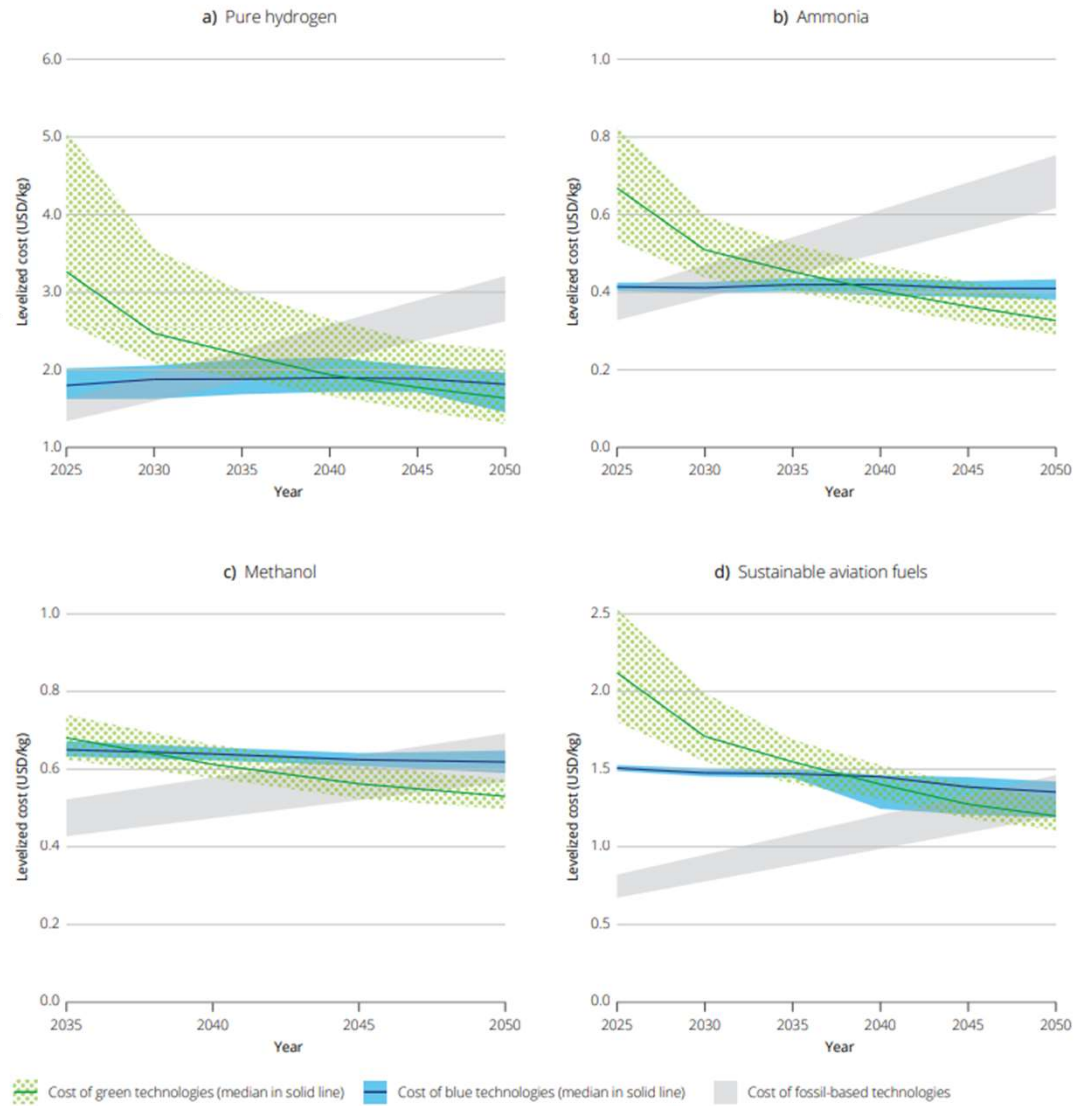 a) Pure hydrogen
6.0
5.0
4.0
3.0
2.0
1.0
Levelized cost (USD/kg)
2025 2030 2035 2040 2045 2050
Year
b) Ammonia
1.0
0.8
0.6
0.4
0.2
0.0
Levelized cost (USD/kg)
2025 2030 2035 2040 2045 2050
Year
c) Methanol
1.0
0.8
0.6
0.4
0.2
0.0
Levelized cost (USD/kg)
2035 2040 2045 2050
Year
d) Sustainable aviation fuels
2.5
2.0
1.5
1.0
0.5
0.0
Levelized cost (USD/kg)
2025 2030 2035 2040 2045 2050
Year
Cost of green technologies (median in solid line) Cost of blue technologies (median in solid line) Cost of fossil-based technologies